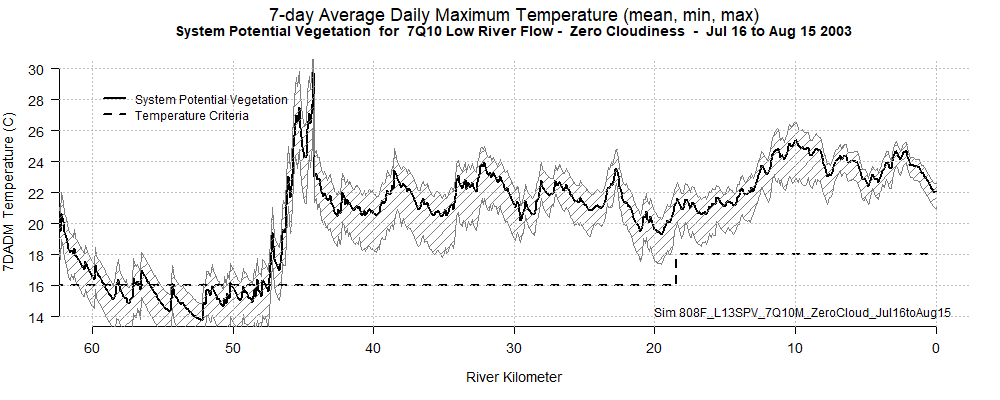 7-day Average Daily Maximum Temperature (mean, min, max)
System Potential Vegetation for 7Q10 Low River Flow - Zero Cloudiness - Jul 16 to Aug 15 2003
7DADM Temperature (C)
30
28
26
24
22
20
18
16
14
System Potential Vegetation
Temperature Criteria
Sim 808F_L13SPV_7Q10M_ZeroCloud_Jul16toAug15
60 50 40 30 20 10 0
River Kilometer